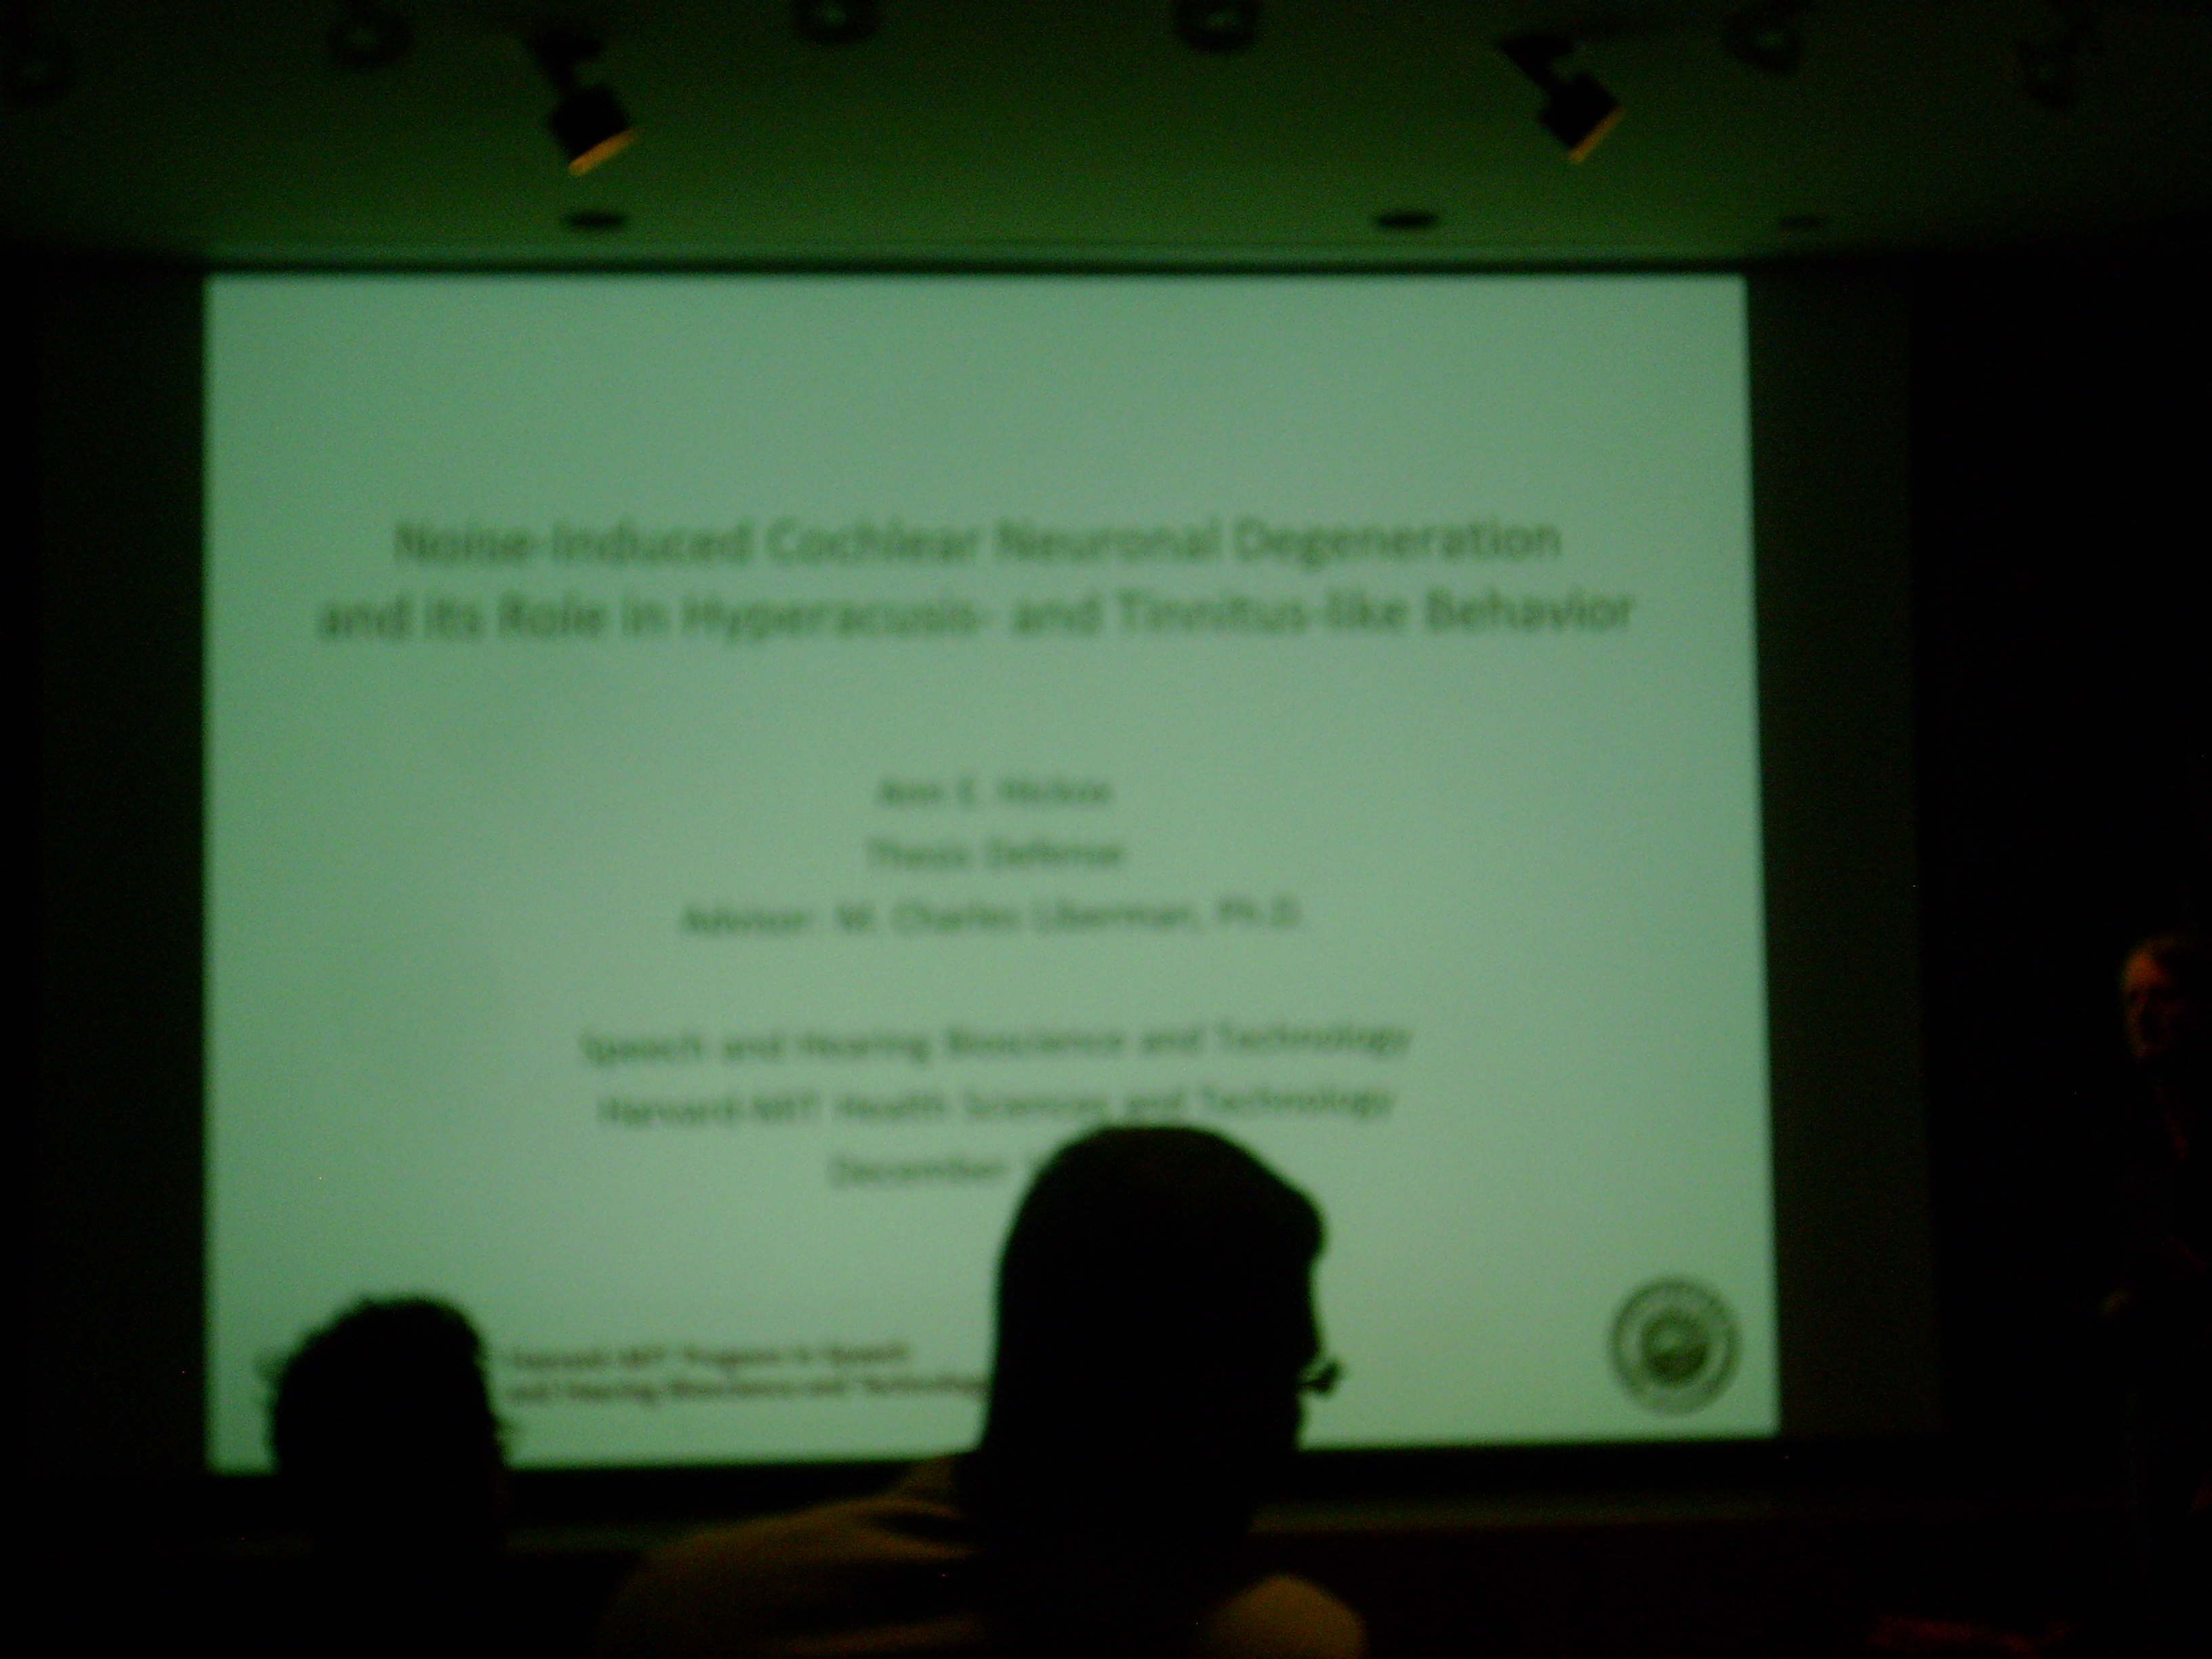 Noise-Induced Cochlear Neuronal Degeneration
and its Role in Hyperacusis- and Tinnitus-like Behavior
Ann E. Hickox
Thesis Defense
Advisor: M. Charles Liberman, Ph.D.
Speech and Hearing Bioscience and Technology
Harvard-MIT Health Sciences and Technology
December
Harvard-MIT Program in Speech
and Hearing Bioscience and Technology